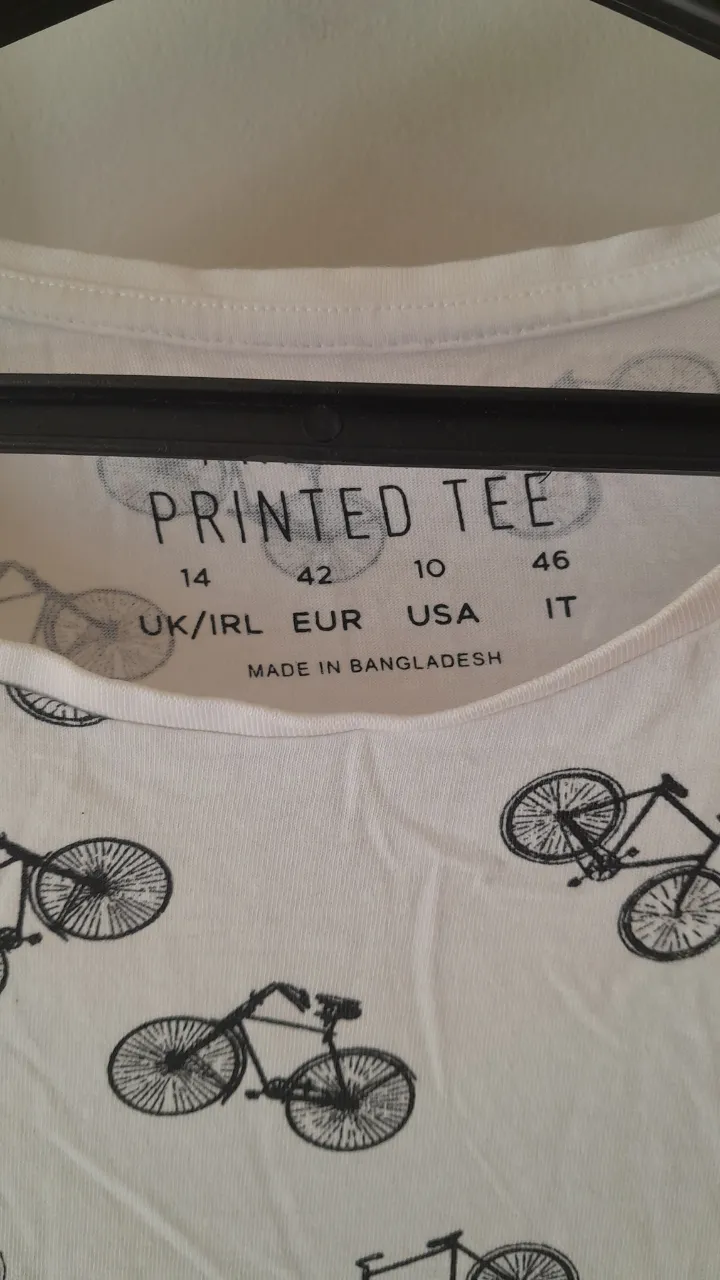 PRINTED TEE
14 42 10 46
UK/IRL EUR USA IT
MADE IN BANGLADESH